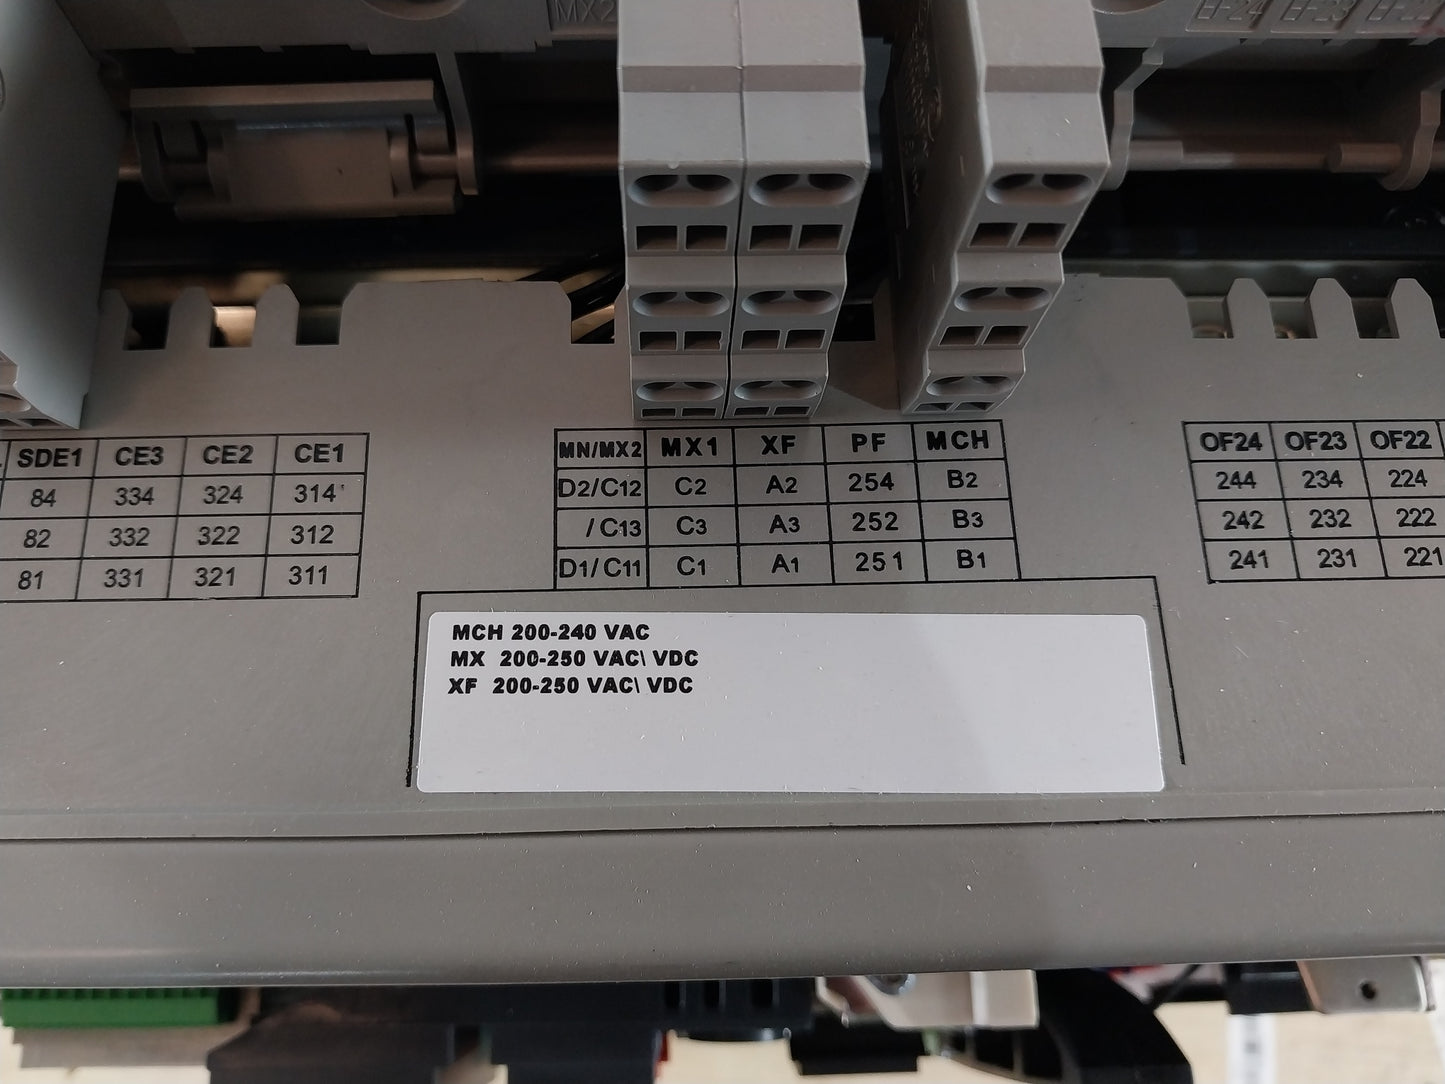 MX2
EF24 EF23 EF22
SDE1 CE3 CE2 CE1
84 334 324 314
82 332 322 312
81 331 321 311
MN/MX2 MX1 XF PF MCH
D2/C12 C2 A2 254 B2
/C13 C3 A3 252 B3
D1/C11 C1 A1 251 B1
OF24 OF23 OF22
244 234 224
242 232 222
241 231 221
MCH 200-240 VAC
MX 200-250 VAC\ VDC
XF 200-250 VAC\ VDC